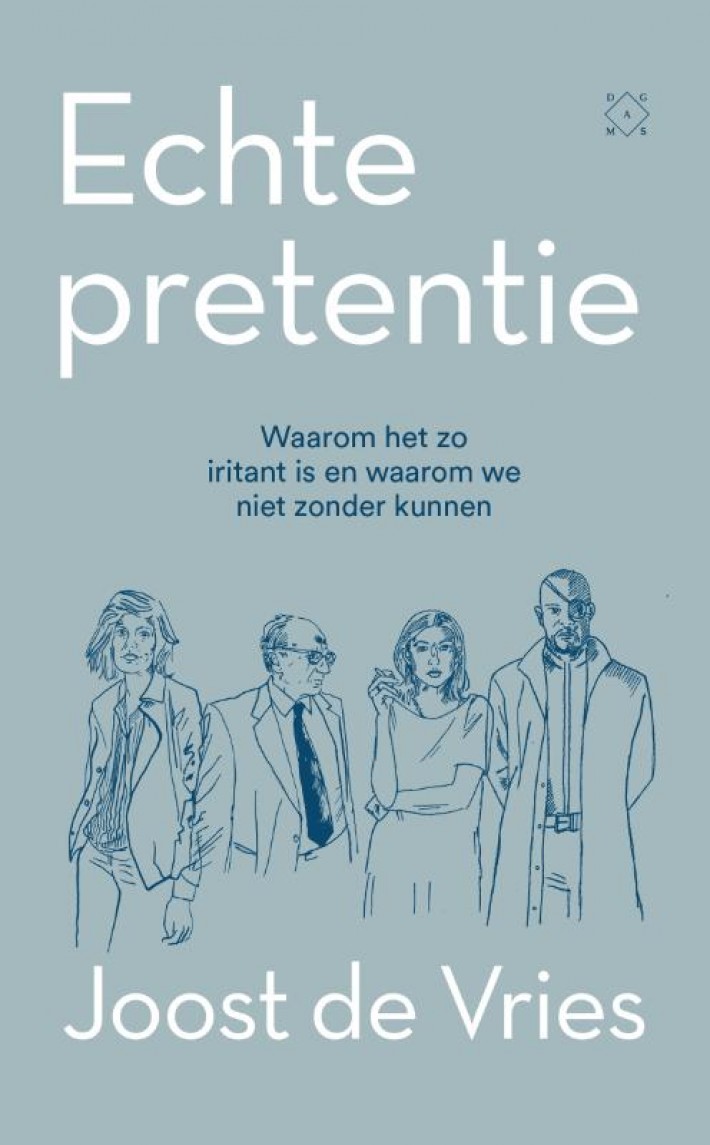 Echte
pretentie
D G
A
M S
Waarom het zo
iritant is en waarom we
niet zonder kunnen
Joost de Vries